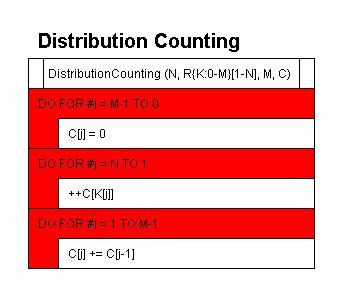 Distribution Counting
DistributionCounting (N, R{K:0-M}[1-N], M, C)
DO FOR #j = M-1 TO 0
C[j] = 0
DO FOR #j = N TO 1
++C[K[j]]
DO FOR #j = 1 TO M-1
C[j] += C[j-1]